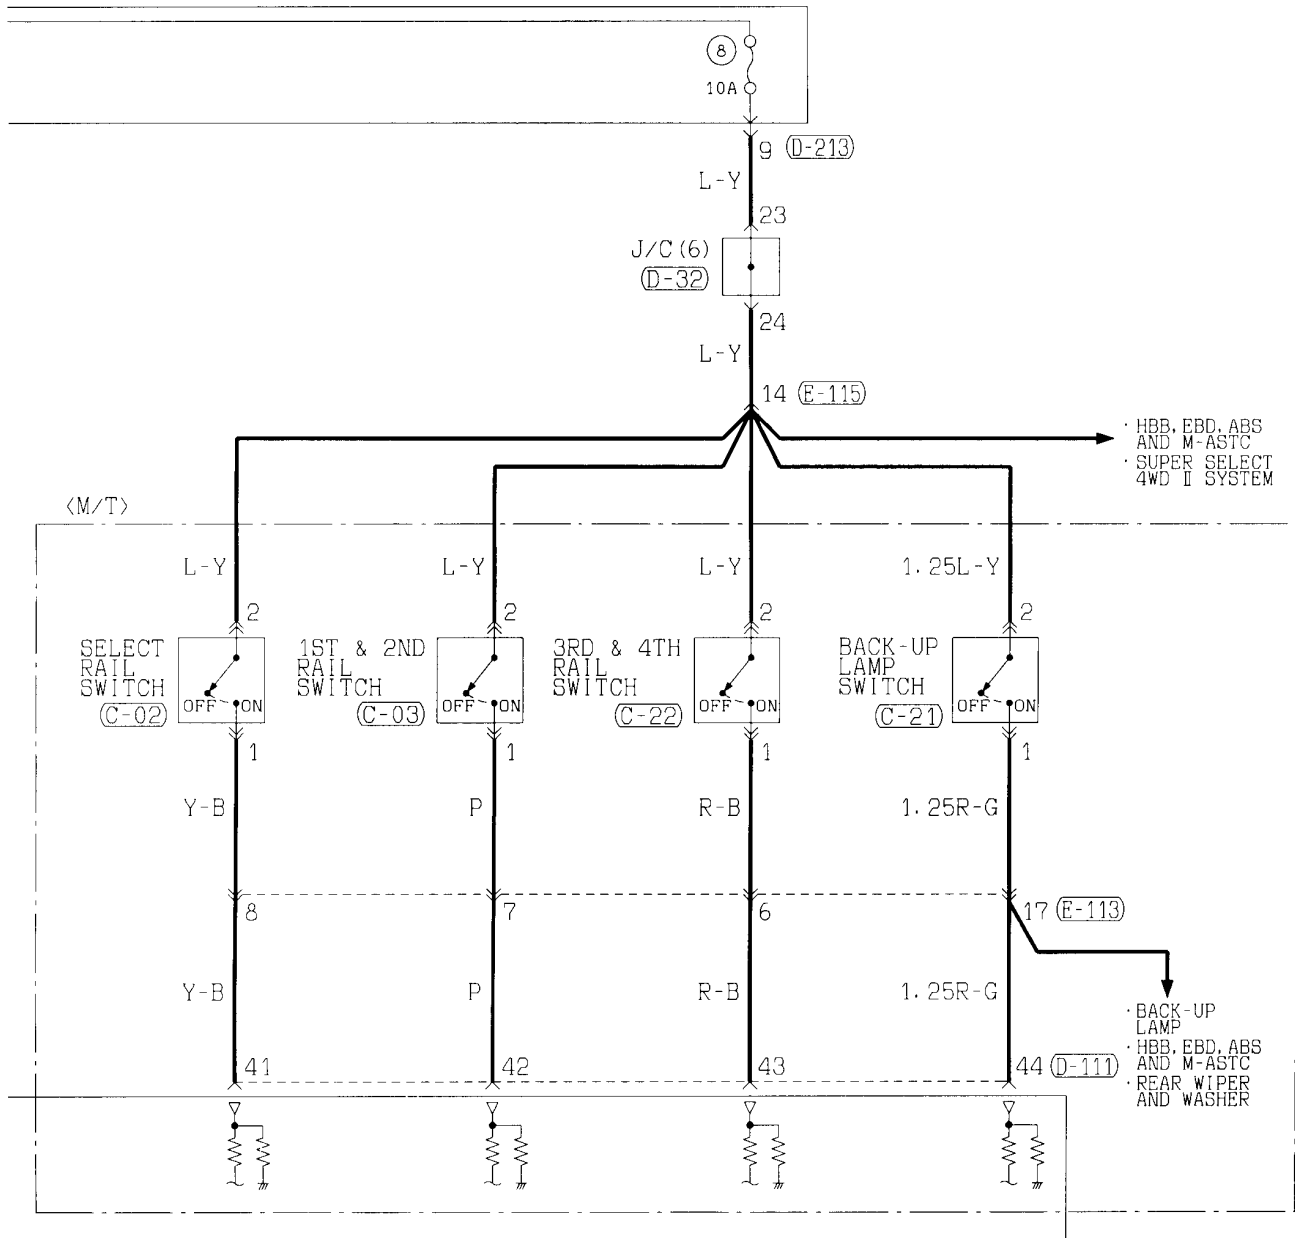 8
10A
9 D-213
L-Y
23
J/C(6)
D-32
24
L-Y
14 E-115
· HBB, EBD, ABS
AND M-ASTC
· SUPER SELECT
4WD Ⅱ SYSTEM
<M/T>
L-Y L-Y L-Y 1.25L-Y
2 2 2 2
SELECT
RAIL
SWITCH
C-02
OFF ON
1ST & 2ND
RAIL
SWITCH
C-03
OFF ON
3RD & 4TH
RAIL
SWITCH
C-22
OFF ON
BACK-UP
LAMP
SWITCH
C-21
OFF ON
1 1 1 1
Y-B P R-B 1.25R-G
8 7 6 17 E-113
Y-B P R-B 1.25R-G
· BACK-UP
LAMP
· HBB, EBD, ABS
AND M-ASTC
· REAR WIPER
AND WASHER
41 42 43 44 D-111